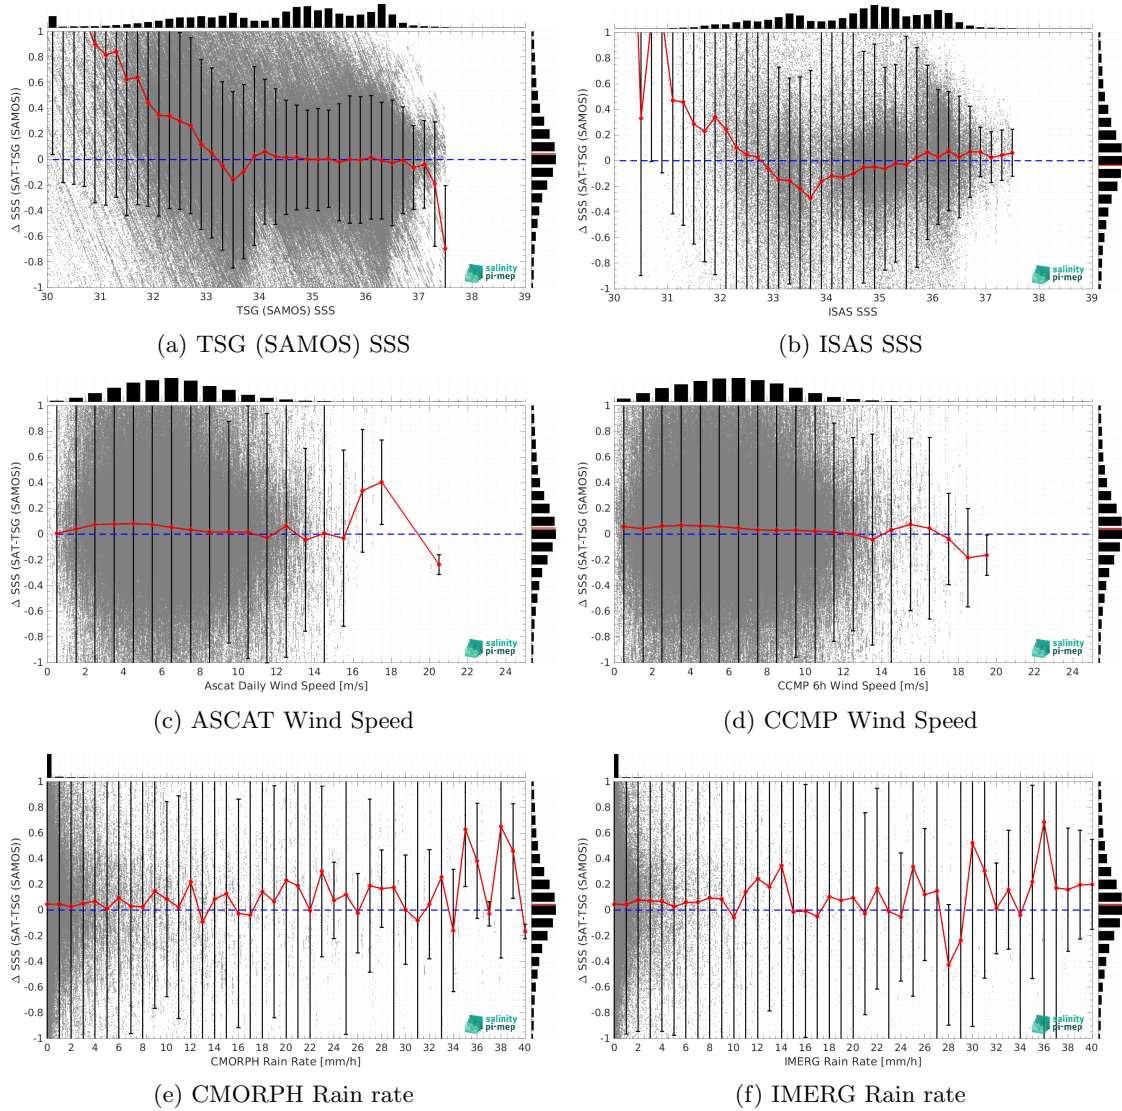 Δ SSS (SAT-TSG (SAMOS))
1
0.8
0.6
0.4
0.2
0
-0.2
-0.4
-0.6
-0.8
-1
salinity
pi-mep
30 31 32 33 34 35 36 37 38 39
TSG (SAMOS) SSS
(a) TSG (SAMOS) SSS
Δ SSS (SAT-TSG (SAMOS))
1
0.8
0.6
0.4
0.2
0
-0.2
-0.4
-0.6
-0.8
-1
salinity
pi-mep
30 31 32 33 34 35 36 37 38 39
ISAS SSS
(b) ISAS SSS
Δ SSS (SAT-TSG (SAMOS))
1
0.8
0.6
0.4
0.2
0
-0.2
-0.4
-0.6
-0.8
-1
salinity
pi-mep
0 2 4 6 8 10 12 14 16 18 20 22 24
Ascat Daily Wind Speed [m/s]
(c) ASCAT Wind Speed
Δ SSS (SAT-TSG (SAMOS))
1
0.8
0.6
0.4
0.2
0
-0.2
-0.4
-0.6
-0.8
-1
salinity
pi-mep
0 2 4 6 8 10 12 14 16 18 20 22 24
CCMP 6h Wind Speed [m/s]
(d) CCMP Wind Speed
Δ SSS (SAT-TSG (SAMOS))
1
0.8
0.6
0.4
0.2
0
-0.2
-0.4
-0.6
-0.8
-1
salinity
pi-mep
0 2 4 6 8 10 12 14 16 18 20 22 24 26 28 30 32 34 36 38 40
CMORPH Rain Rate [mm/h]
(e) CMORPH Rain rate
Δ SSS (SAT-TSG (SAMOS))
1
0.8
0.6
0.4
0.2
0
-0.2
-0.4
-0.6
-0.8
-1
salinity
pi-mep
0 2 4 6 8 10 12 14 16 18 20 22 24 26 28 30 32 34 36 38 40
IMERG Rain Rate [mm/h]
(f) IMERG Rain rate